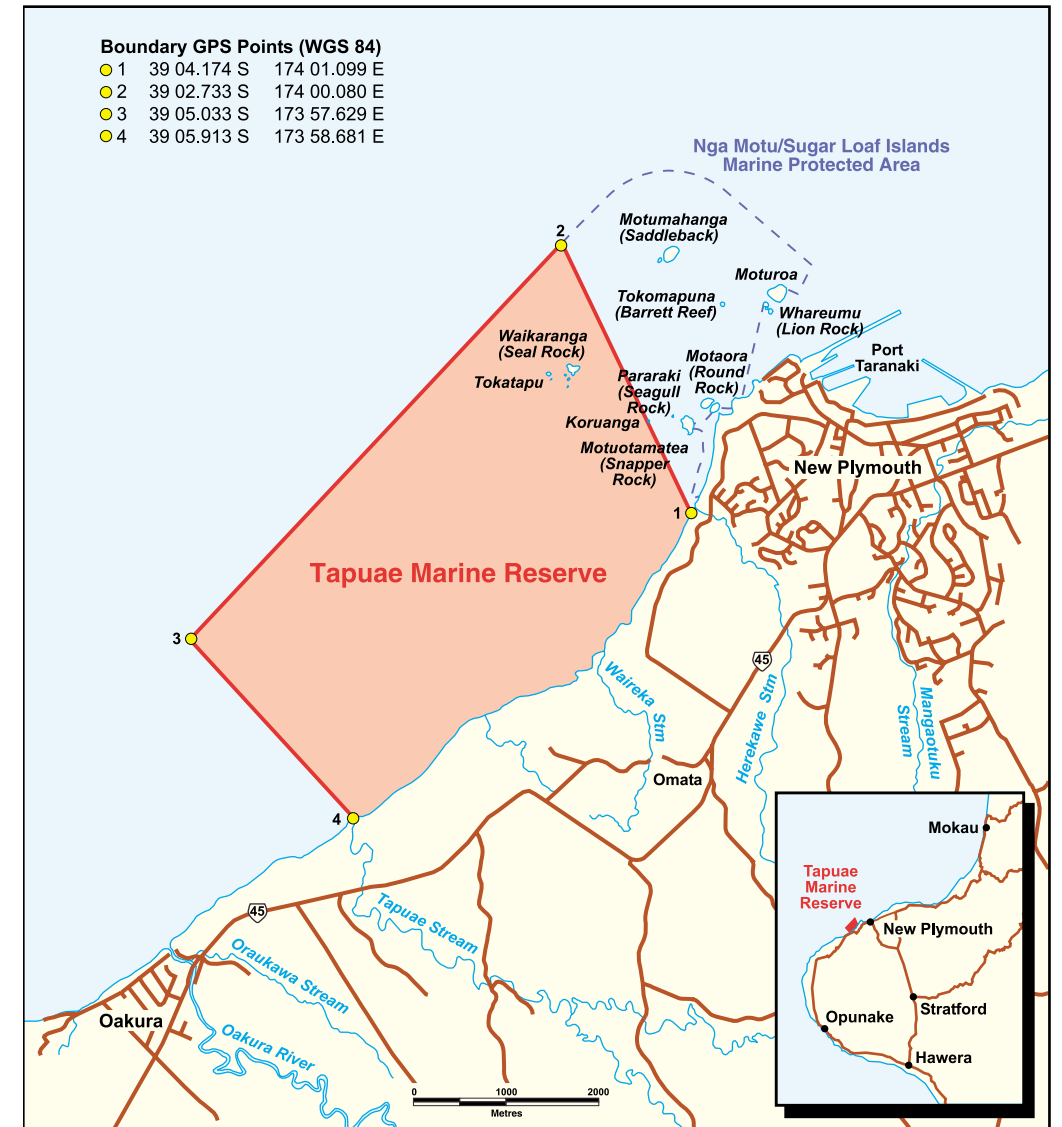 Boundary GPS Points (WGS 84)
1 39 04.174 S 174 01.099 E
2 39 02.733 S 174 00.080 E
3 39 05.033 S 173 57.629 E
4 39 05.913 S 173 58.681 E
Nga Motu/Sugar Loaf Islands
Marine Protected Area
2
Motumahanga
(Saddleback)
Moturoa
Tokomapuna
(Barrett Reef)
Whareumu
(Lion Rock)
Waikaranga
(Seal Rock)
Tokatapu
Motaora
(Round
Rock)
Port
Taranaki
Pararaki
(Seagull
Rock)
Koruanga
Motuotamatea
(Snapper
Rock)
New Plymouth
1
Tapuae Marine Reserve
3
45
Waireka Stm
Herekawe Stm
Mangaotuku
Stream
Omata
4
45
Tapuae Stream
Oraukawa Stream
Oakura
Oakura River
0 1000 2000
Metres
Mokau
Tapuae
Marine
Reserve
New Plymouth
Stratford
Opunake
Hawera